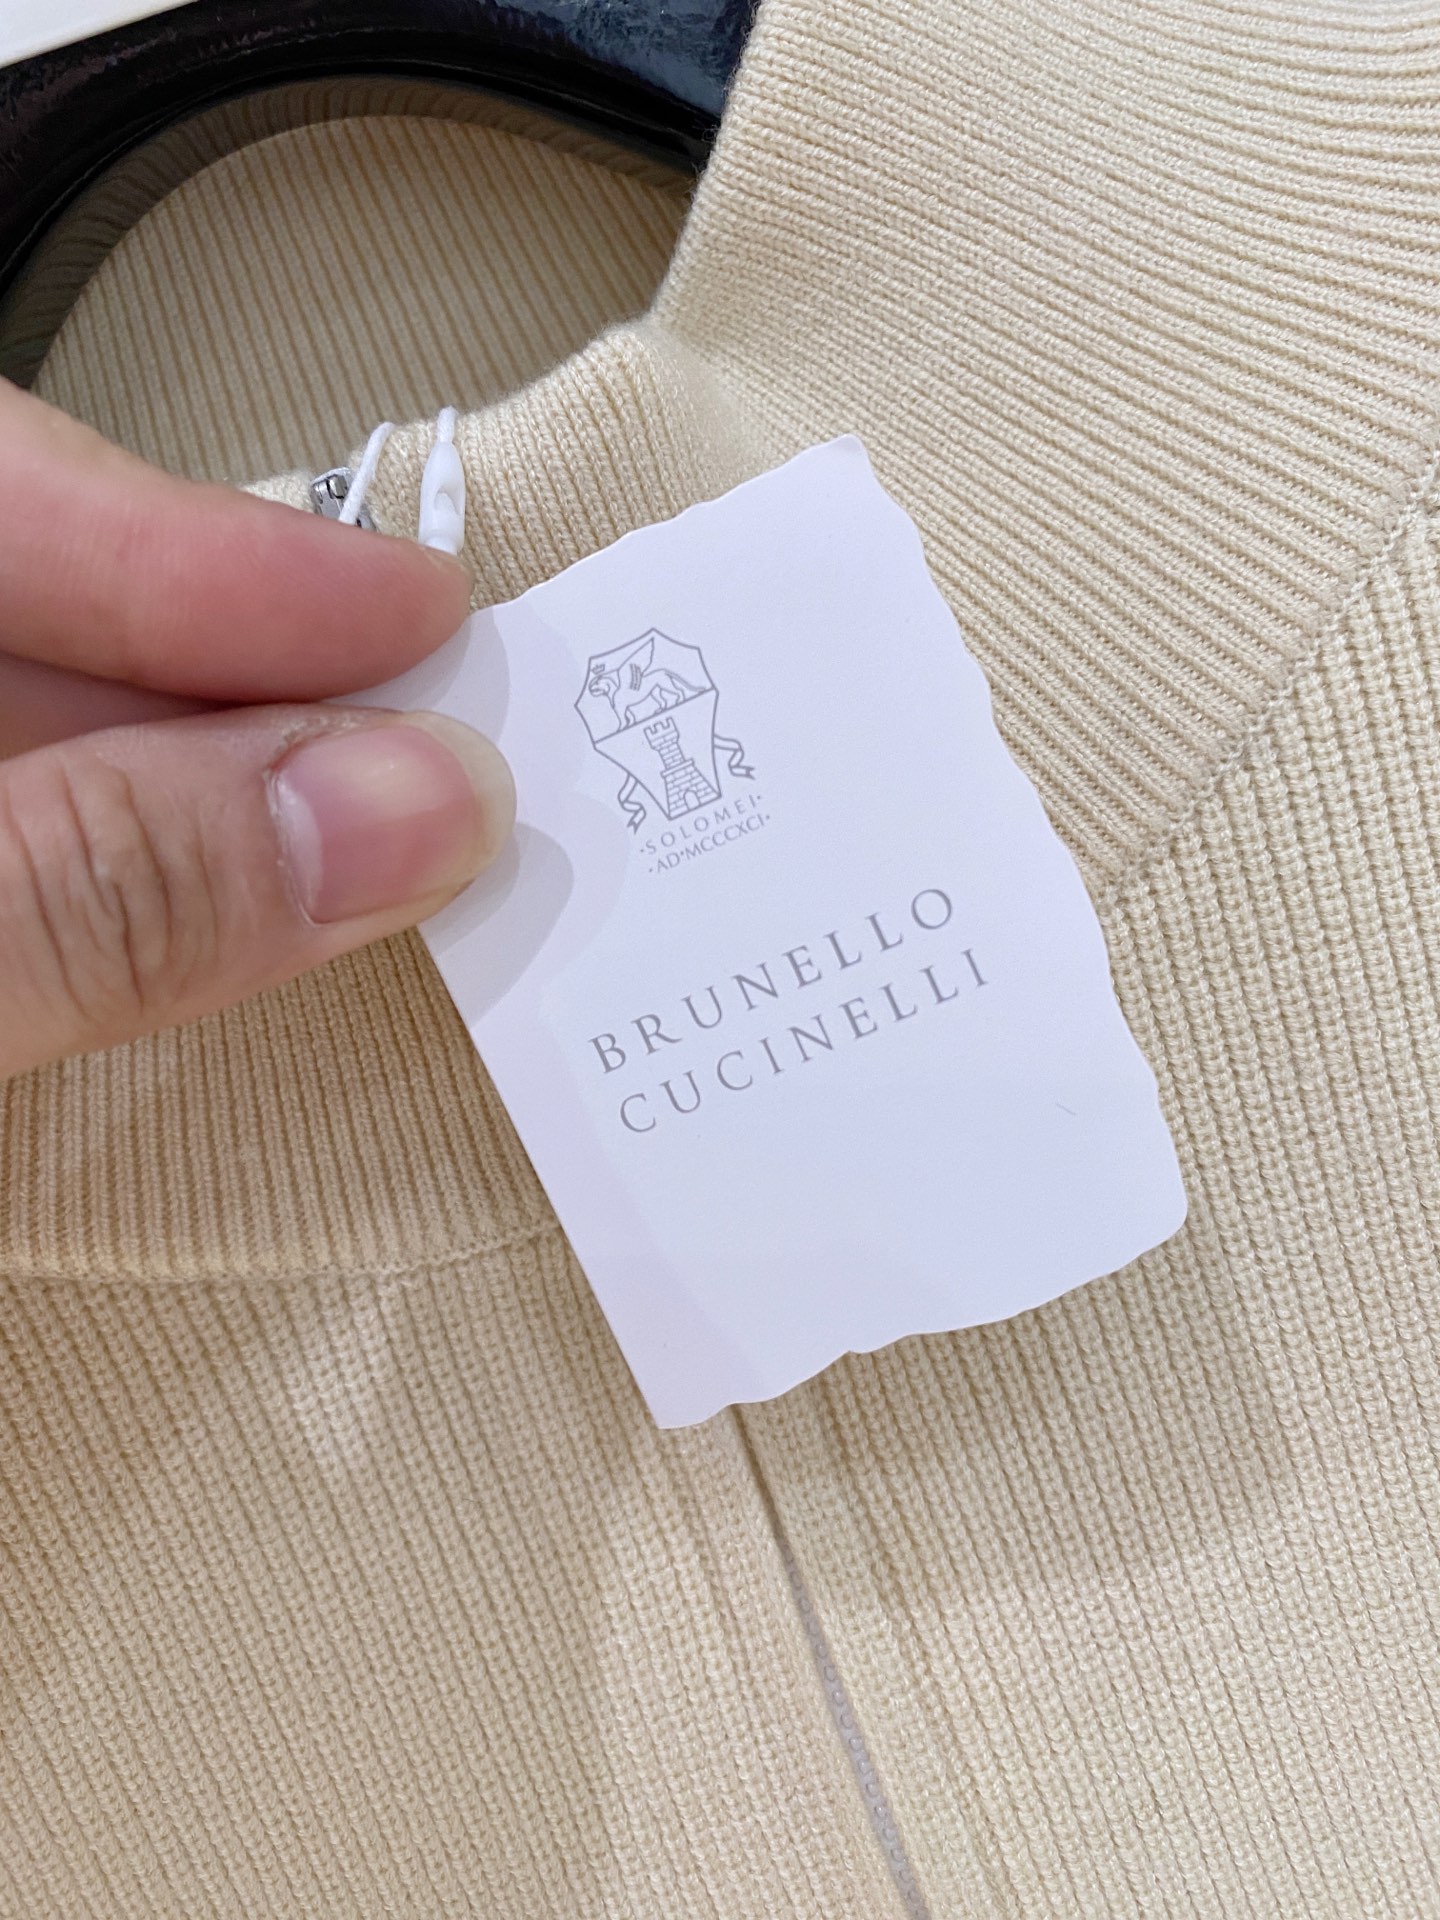 ·SOLOMEI·
·AD·MCCCXCI·
BRUNELLO
CUCINELLI